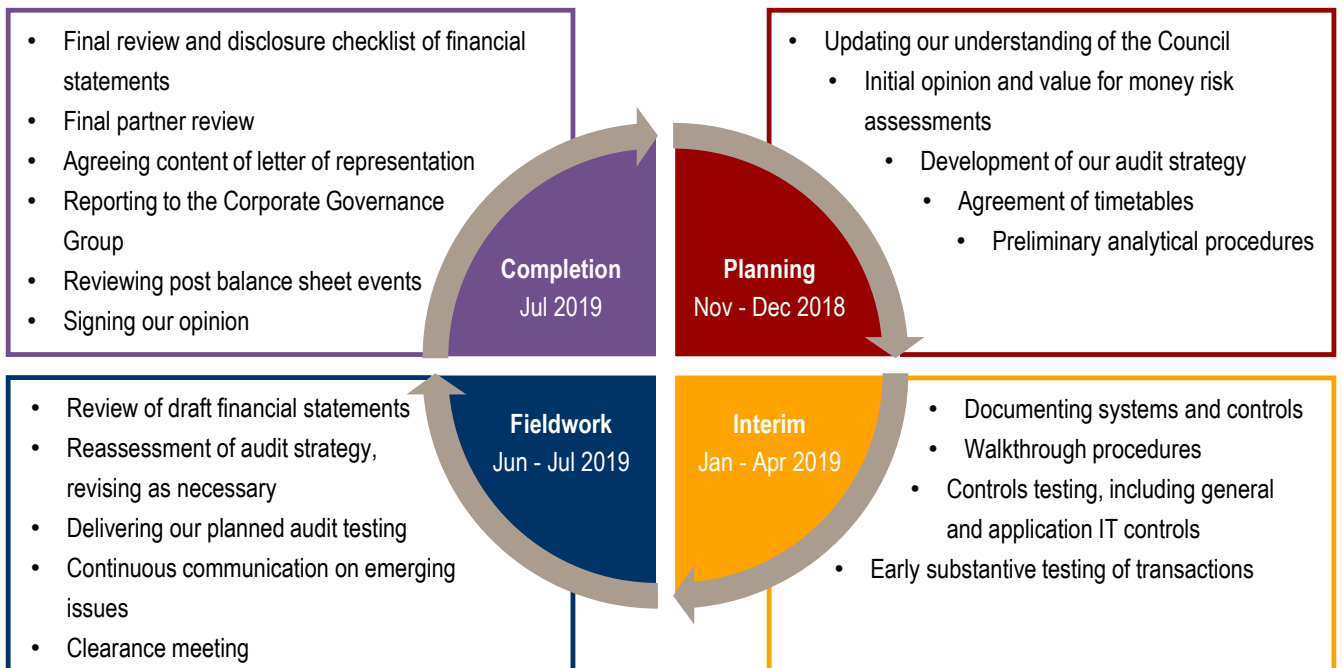 • Final review and disclosure checklist of financial
statements
• Final partner review
• Agreeing content of letter of representation
• Reporting to the Corporate Governance
Group
• Reviewing post balance sheet events
• Signing our opinion
Completion
Jul 2019
• Updating our understanding of the Council
• Initial opinion and value for money risk
assessments
• Development of our audit strategy
• Agreement of timetables
• Preliminary analytical procedures
Planning
Nov - Dec 2018
• Review of draft financial statements
• Reassessment of audit strategy,
revising as necessary
• Delivering our planned audit testing
• Continuous communication on emerging
issues
• Clearance meeting
Fieldwork
Jun - Jul 2019
Interim
Jan - Apr 2019
• Documenting systems and controls
• Walkthrough procedures
• Controls testing, including general
and application IT controls
• Early substantive testing of transactions